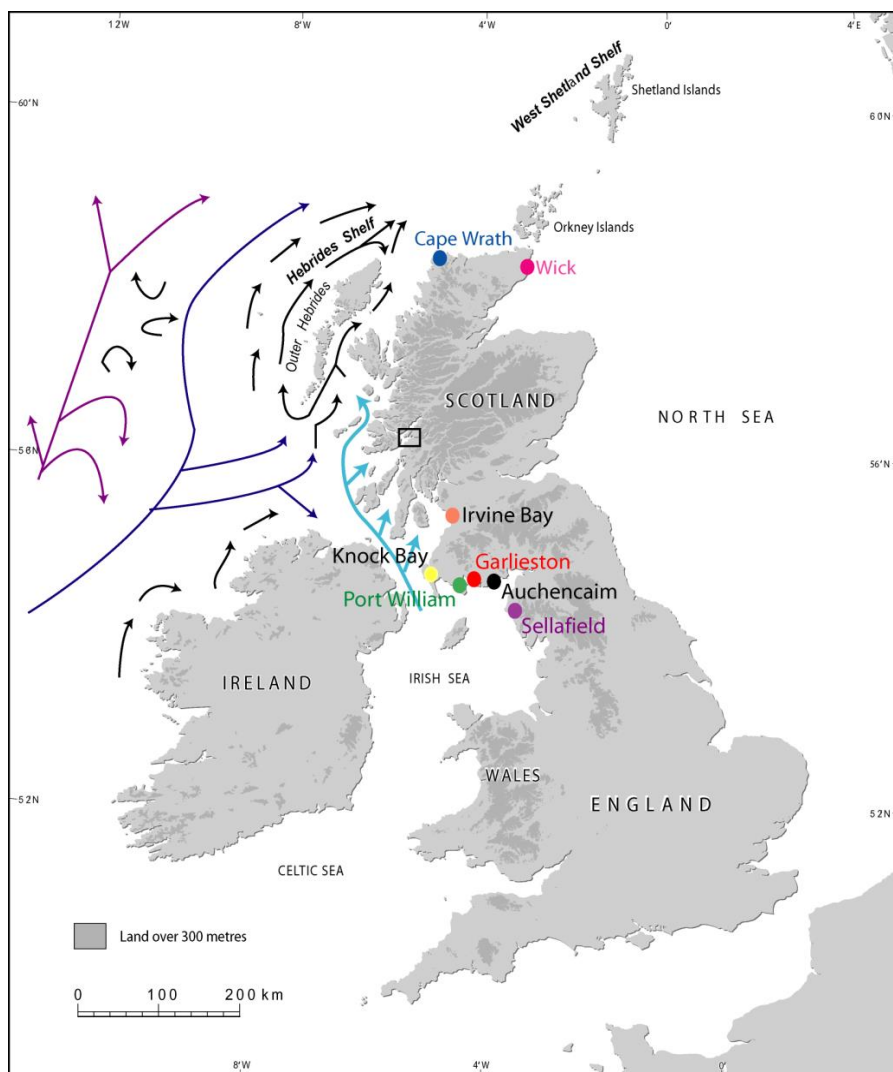 12W
8°W
4°W
0°
4°E
West Shetland Shelf
Shetland Islands
60°N
60°N
Orkney Islands
Cape Wrath
Hebrides Shelf
Wick
Outer Hebrides
SCOTLAND
NORTH SEA
58°N
56°N
Irvine Bay
Knock Bay
Garlieston
Port William
Auchencaim
Sellafield
IRELAND
IRISH SEA
WALES
52°N
52°N
ENGLAND
CELTIC SEA
Land over 300 metres
0 100 200 km
8°W
4°W
0°